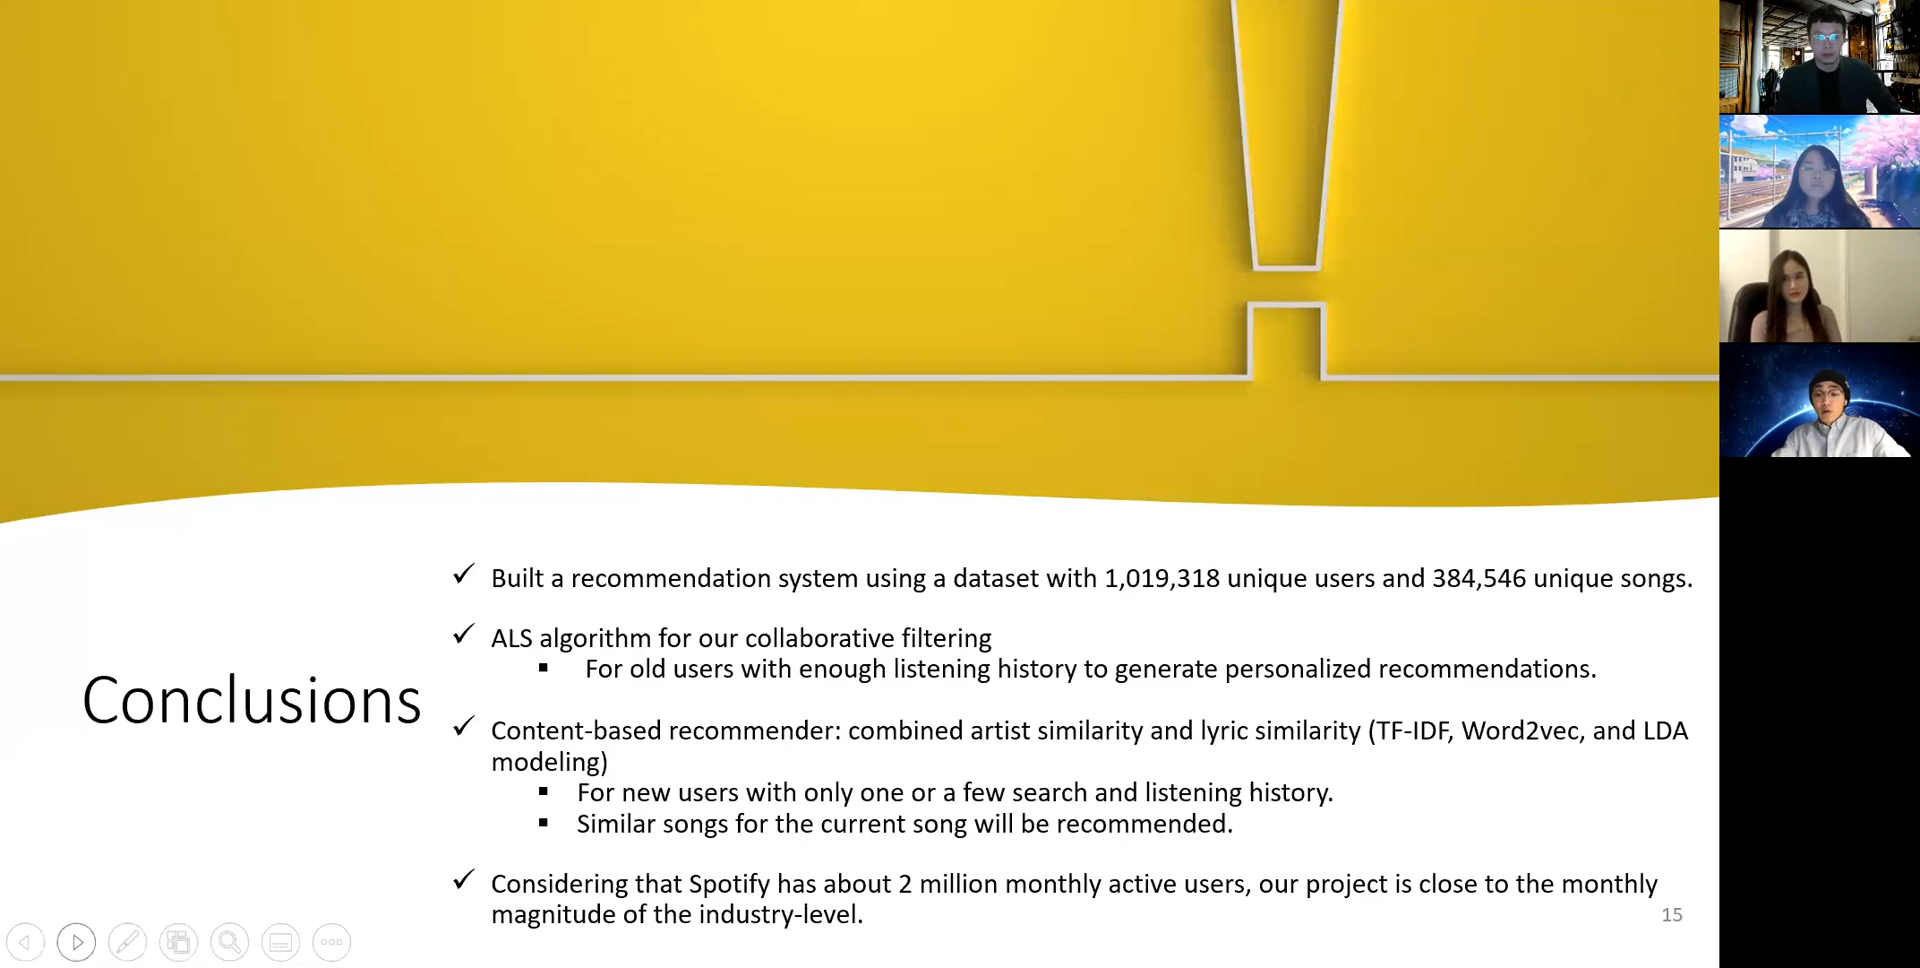 Conclusions
✓ Built a recommendation system using a dataset with 1,019,318 unique users and 384,546 unique songs.
✓ ALS algorithm for our collaborative filtering
▪ For old users with enough listening history to generate personalized recommendations.
✓ Content-based recommender: combined artist similarity and lyric similarity (TF-IDF, Word2vec, and LDA
modeling)
▪ For new users with only one or a few search and listening history.
▪ Similar songs for the current song will be recommended.
✓ Considering that Spotify has about 2 million monthly active users, our project is close to the monthly
magnitude of the industry-level.
15